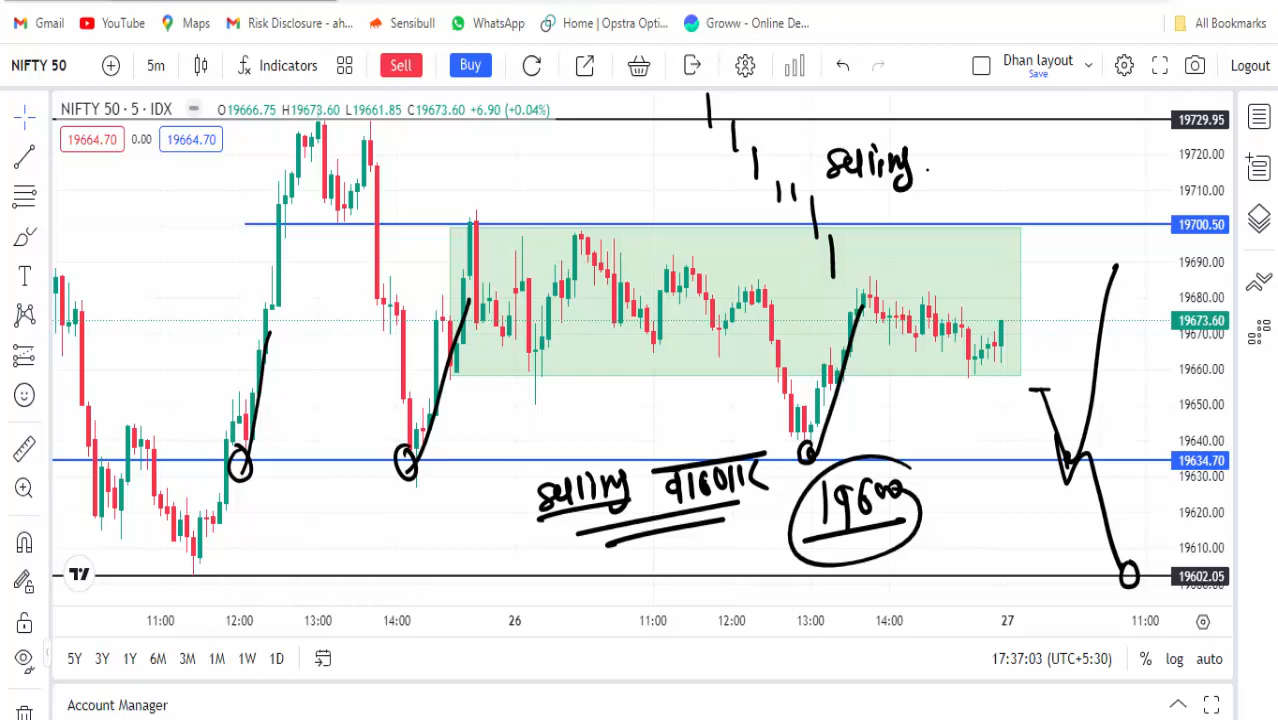 Gmail YouTube Maps Risk Disclosure - ah... Sensibull WhatsApp Home | Opstra Opti... Groww - Online De... All Bookmarks
NIFTY 50 5m Indicators Sell Buy Dhan layout Save Logout
NIFTY 50 · 5 · IDX O19666.75 H19673.60 L19661.85 C19673.60 +6.90 (+0.04%)
19664.70 0.00 19664.70
19729.95
19720.00
selling
19710.00
19700.50
19690.00
19680.00
19673.60
19670.00
19660.00
19650.00
19640.00
19634.70
19630.00
selling
19600
19620.00
19610.00
19602.05
11:00 12:00 13:00 14:00 26 11:00 12:00 13:00 14:00 27 11:00
5Y 3Y 1Y 6M 3M 1M 1W 1D 17:37:03 (UTC+5:30) % log auto
Account Manager